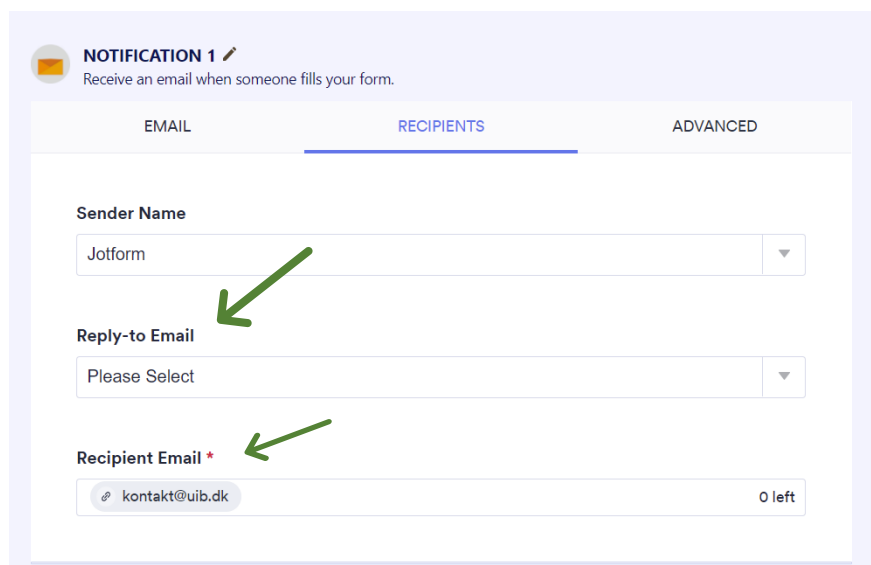 NOTIFICATION 1
Receive an email when someone fills your form.
EMAIL RECIPIENTS ADVANCED
Sender Name
Jotform
Reply-to Email
Please Select
Recipient Email *
kontakt@uib.dk 0 left